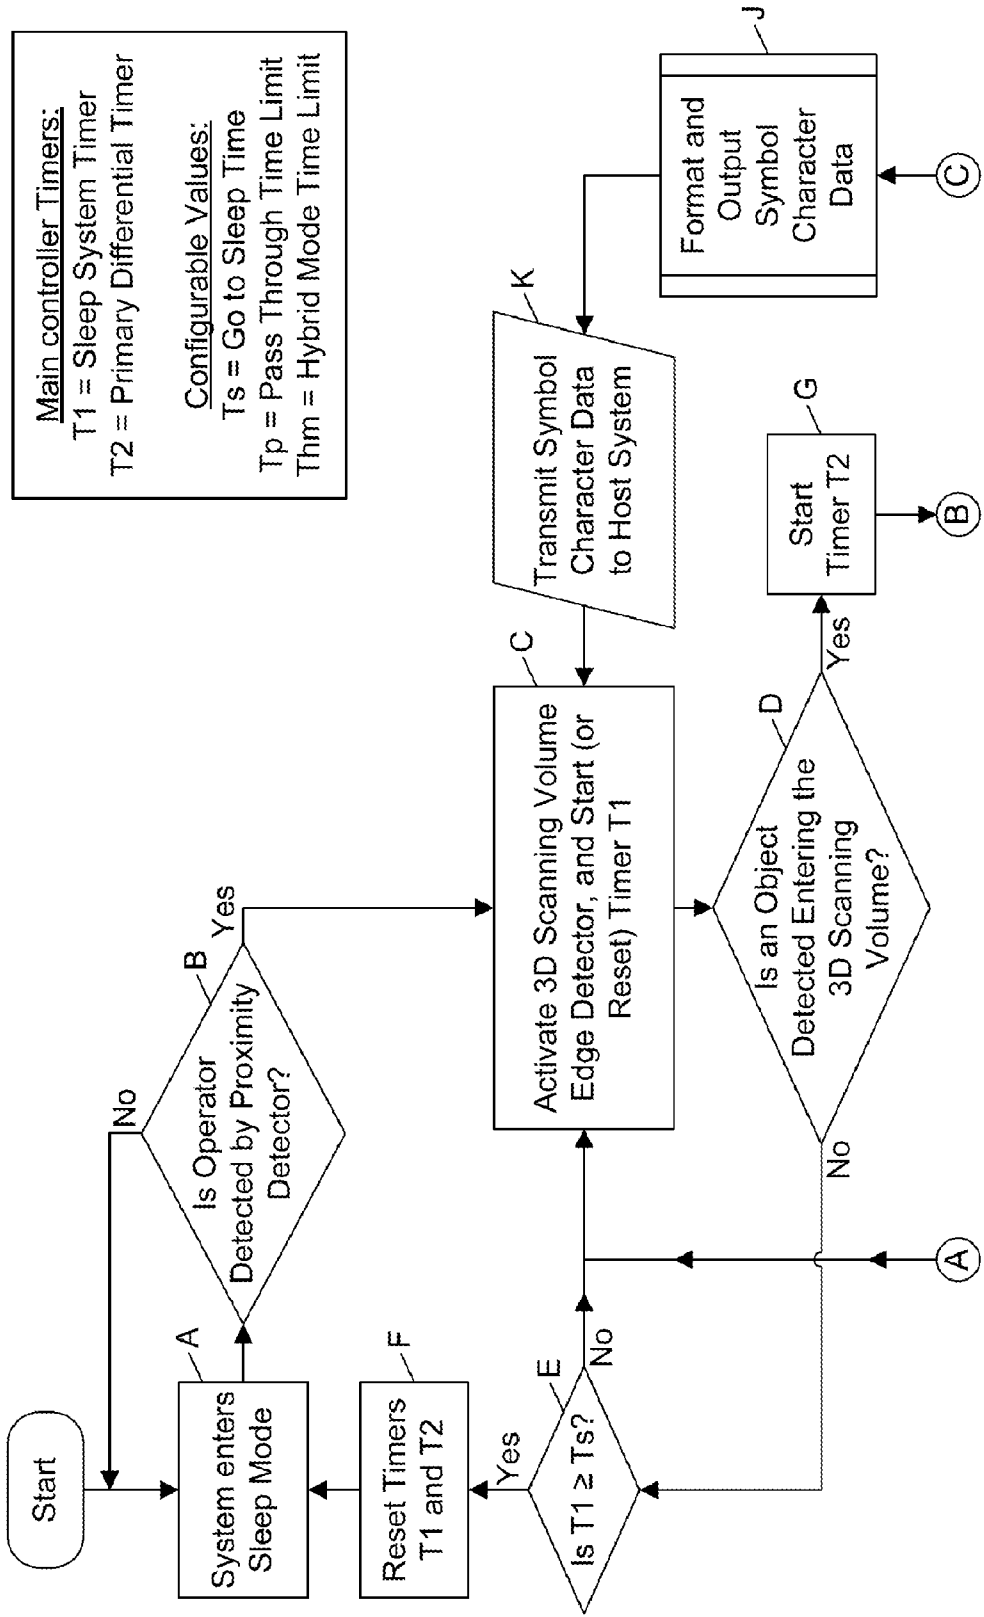 Main controller Timers:
T1 = Sleep System Timer
T2 = Primary Differential Timer
Configurable Values:
Ts = Go to Sleep Time
Tp = Pass Through Time Limit
Thm = Hybrid Mode Time Limit
Start
System enters
Sleep Mode
A
Is Operator
Detected by Proximity
Detector?
B
No
Yes
Reset Timers
T1 and T2
F
Is T1 ≥ Ts?
E
Yes
No
Activate 3D Scanning Volume
Edge Detector, and Start (or
Reset) Timer T1
C
Transmit Symbol
Character Data
to Host System
K
Format and
Output
Symbol
Character
Data
J
Is an Object
Detected Entering the
3D Scanning
Volume?
D
No
Yes
Start
Timer T2
G
A
B
C